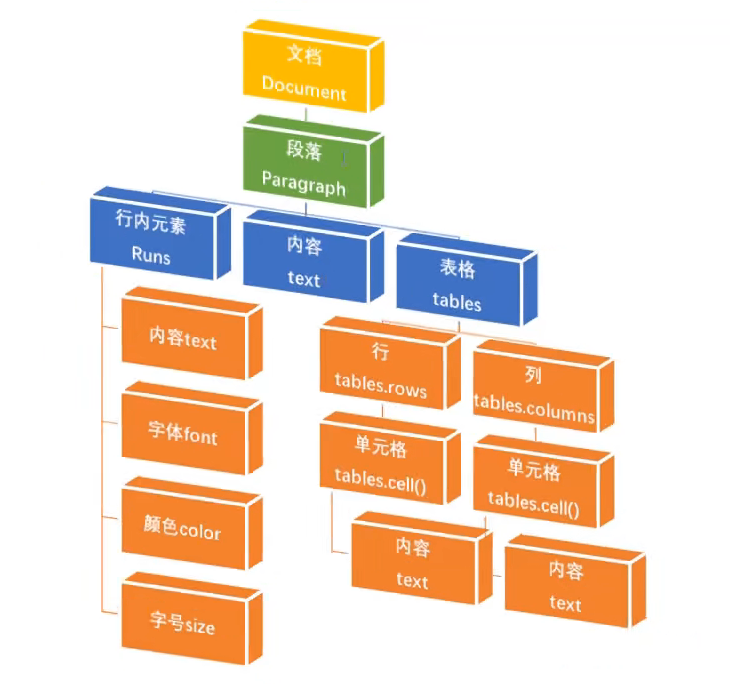 文档
Document
段落
Paragraph
行内元素
Runs
内容
text
表格
tables
内容text
字体font
颜色color
字号size
行
tables.rows
列
tables.columns
单元格
tables.cell()
单元格
tables.cell()
内容
text
内容
text